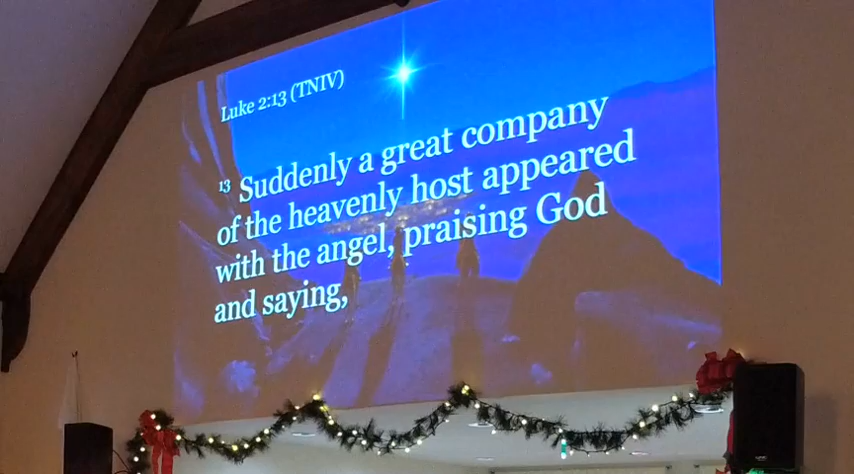 Luke 2:13 (TNIV)
13 Suddenly a great company
of the heavenly host appeared
with the angel, praising God
and saying,